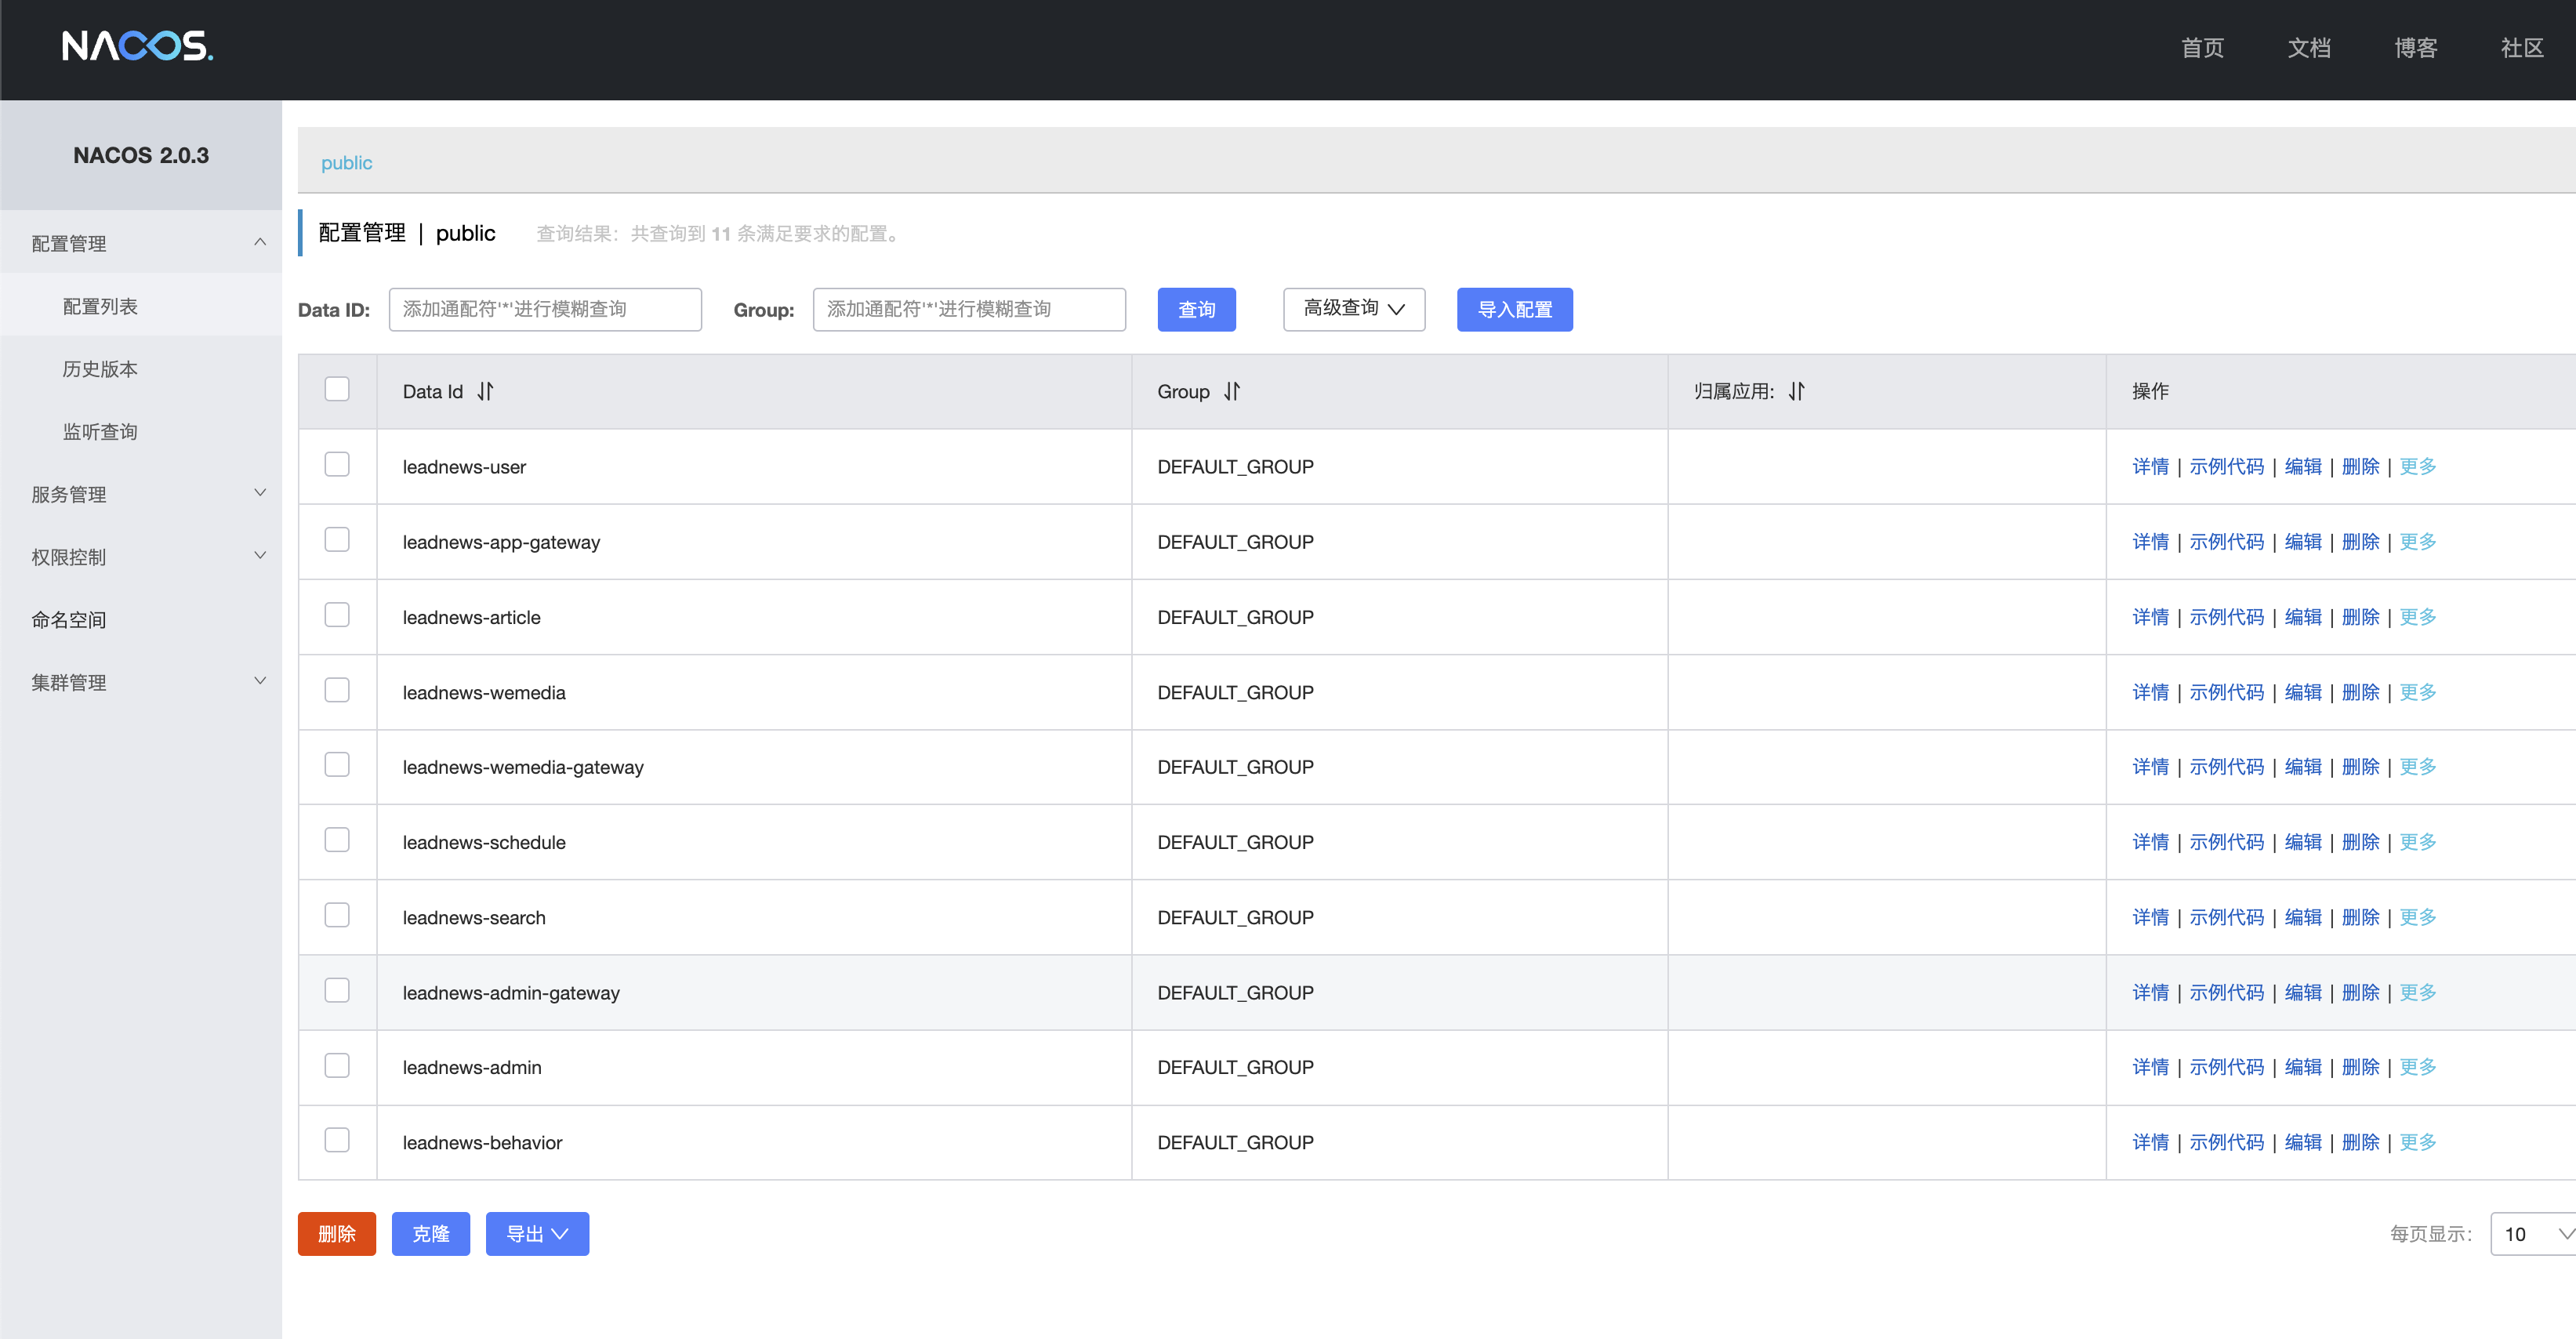 NACOS.
首页 文档 博客 社区
NACOS 2.0.3
配置管理
配置列表
历史版本
监听查询
服务管理
权限控制
命名空间
集群管理
public
配置管理 | public 查询结果：共查询到 11 条满足要求的配置。
Data ID: 添加通配符'*'进行模糊查询 Group: 添加通配符'*'进行模糊查询 查询 高级查询 导入配置
Data Id Group 归属应用: 操作
leadnews-user DEFAULT_GROUP 详情 | 示例代码 | 编辑 | 删除 | 更多
leadnews-app-gateway DEFAULT_GROUP 详情 | 示例代码 | 编辑 | 删除 | 更多
leadnews-article DEFAULT_GROUP 详情 | 示例代码 | 编辑 | 删除 | 更多
leadnews-wemedia DEFAULT_GROUP 详情 | 示例代码 | 编辑 | 删除 | 更多
leadnews-wemedia-gateway DEFAULT_GROUP 详情 | 示例代码 | 编辑 | 删除 | 更多
leadnews-schedule DEFAULT_GROUP 详情 | 示例代码 | 编辑 | 删除 | 更多
leadnews-search DEFAULT_GROUP 详情 | 示例代码 | 编辑 | 删除 | 更多
leadnews-admin-gateway DEFAULT_GROUP 详情 | 示例代码 | 编辑 | 删除 | 更多
leadnews-admin DEFAULT_GROUP 详情 | 示例代码 | 编辑 | 删除 | 更多
leadnews-behavior DEFAULT_GROUP 详情 | 示例代码 | 编辑 | 删除 | 更多
删除 克隆 导出 每页显示: 10